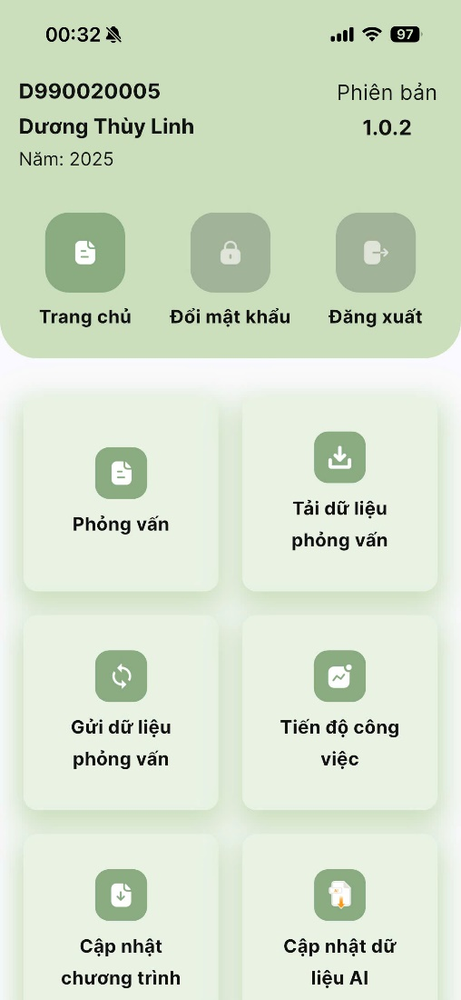 00:32
97
D990020005
Phiên bản
Dương Thùy Linh
1.0.2
Năm: 2025
Trang chủ
Đổi mật khẩu
Đăng xuất
Phỏng vấn
Tải dữ liệu
phỏng vấn
Gửi dữ liệu
phỏng vấn
Tiến độ công
việc
Cập nhật
chương trình
Cập nhật dữ
liệu AI